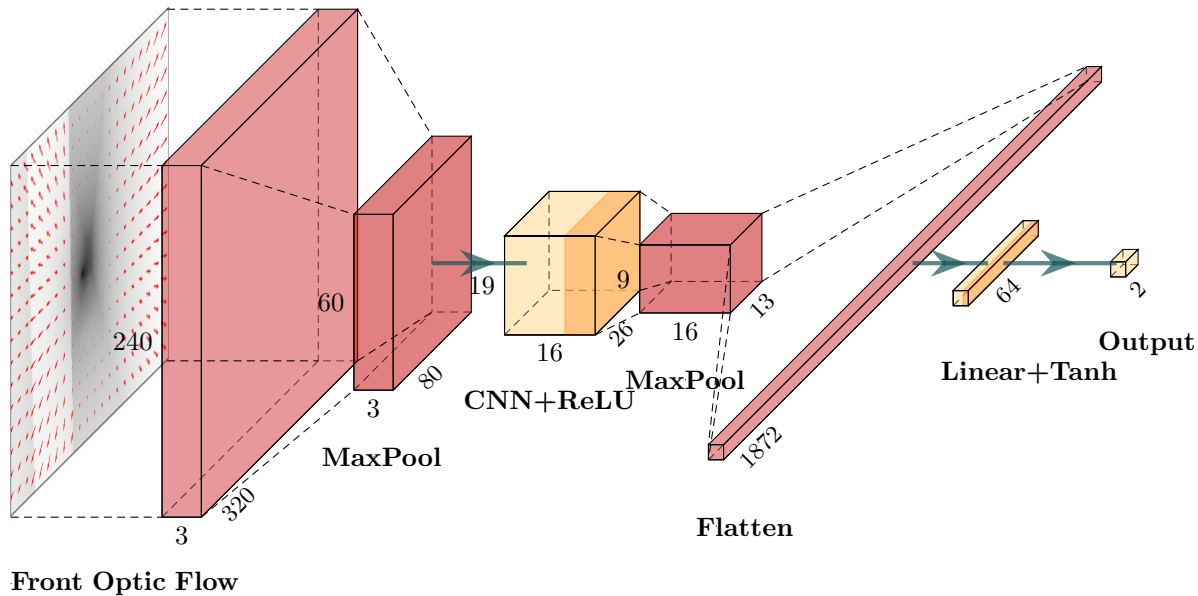 240
3
320
Front Optic Flow
60
3
80
MaxPool
19
16
26
CNN+ReLU
9
16
13
MaxPool
1872
Flatten
64
Linear+Tanh
2
Output